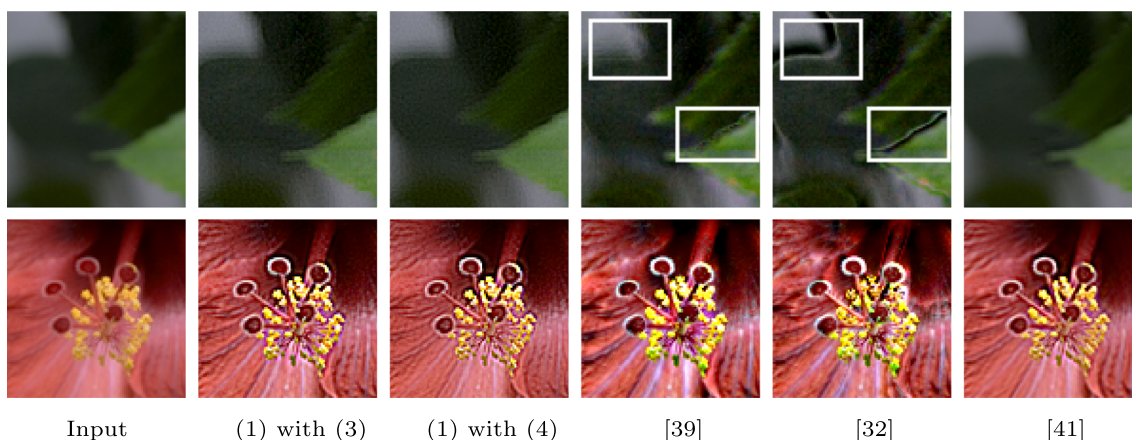 Input (1) with (3) (1) with (4) [39] [32] [41]